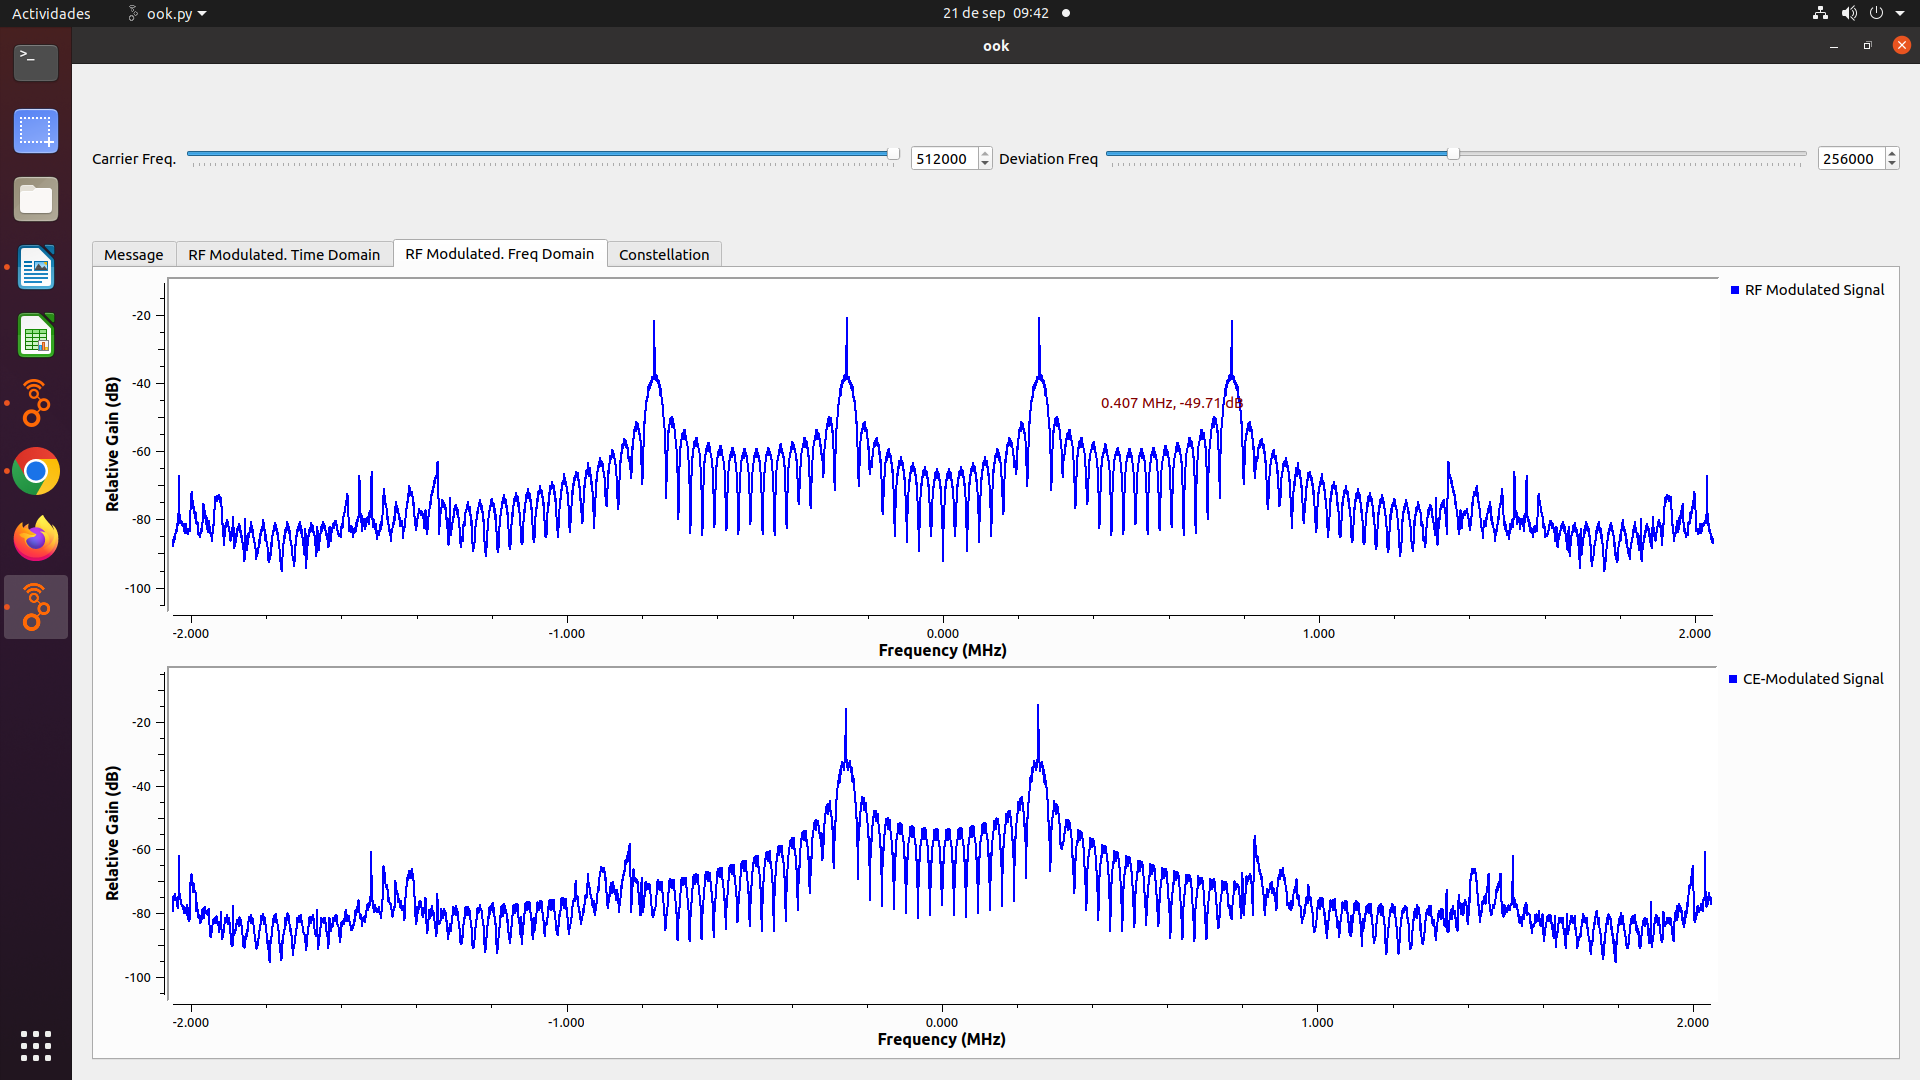 Actividades ook.py 21 de sep 09:42
ook
Carrier Freq. 512000 Deviation Freq 256000
Message RF Modulated. Time Domain RF Modulated. Freq Domain Constellation
RF Modulated Signal
Relative Gain (dB)
-20
-40
-60
-80
-100
0.407 MHz, -49.71 dB
-2.000 -1.000 0.000 1.000 2.000
Frequency (MHz)
CE-Modulated Signal
Relative Gain (dB)
-20
-40
-60
-80
-100
-2.000 -1.000 0.000 1.000 2.000
Frequency (MHz)